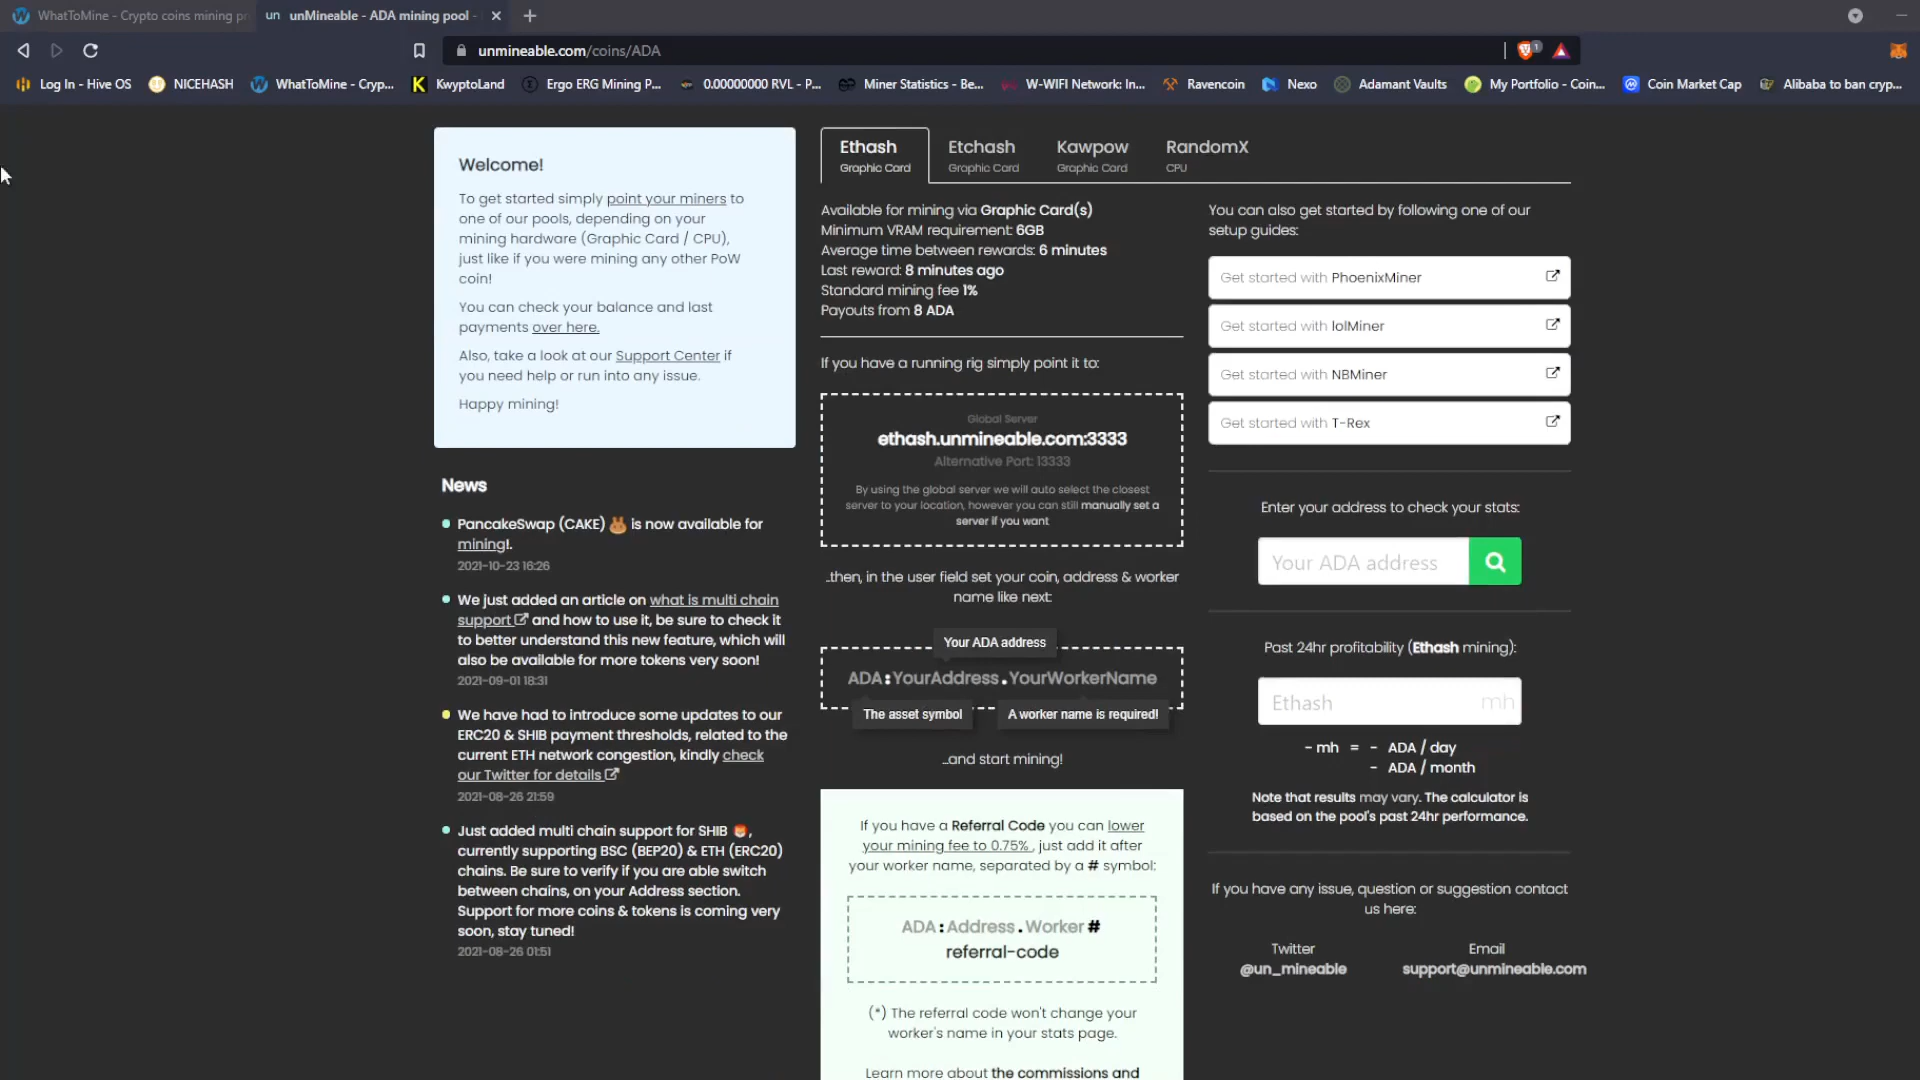 WhatToMine - Crypto coins mining p
un unMineable - ADA mining pool -
unmineable.com/coins/ADA
1
Log In - Hive OS
NICEHASH
WhatToMine - Cryp...
KwyptoLand
Ergo ERG Mining P...
0.00000000 RVL - P...
Miner Statistics - Be...
W-WIFI Network: In...
Ravencoin
Nexo
Adamant Vaults
My Portfolio - Coin...
Coin Market Cap
Alibaba to ban cryp...
Welcome!
To get started simply point your miners to
one of our pools, depending on your
mining hardware (Graphic Card / CPU),
just like if you were mining any other PoW
coin!
You can check your balance and last
payments over here.
Also, take a look at our Support Center if
you need help or run into any issue.
Happy mining!
News
PancakeSwap (CAKE) is now available for
mining!.
2021-10-23 16:26
We just added an article on what is multi chain
support and how to use it, be sure to check it
to better understand this new feature, which will
also be available for more tokens very soon!
2021-09-01 18:31
We have had to introduce some updates to our
ERC20 & SHIB payment thresholds, related to the
current ETH network congestion, kindly check
our Twitter for details
2021-08-26 21:59
Just added multi chain support for SHIB ,
currently supporting BSC (BEP20) & ETH (ERC20)
chains. Be sure to verify if you are able switch
between chains, on your Address section.
Support for more coins & tokens is coming very
soon, stay tuned!
2021-08-26 01:51
Ethash
Graphic Card
Etchash
Graphic Card
Kawpow
Graphic Card
RandomX
CPU
Available for mining via Graphic Card(s)
Minimum VRAM requirement: 6GB
Average time between rewards: 6 minutes
Last reward: 8 minutes ago
Standard mining fee 1%
Payouts from 8 ADA
If you have a running rig simply point it to:
Global Server
ethash.unmineable.com:3333
Alternative Port: 13333
By using the global server we will auto select the closest
server to your location, however you can still manually set a
server if you want
..then, in the user field set your coin, address & worker
name like next:
Your ADA address
ADA:YourAddress.YourWorkerName
The asset symbol
A worker name is required!
..and start mining!
If you have a Referral Code you can lower
your mining fee to 0.75% , just add it after
your worker name, separated by a # symbol:
ADA:Address.Worker#
referral-code
(*) The referral code won't change your
worker's name in your stats page.
Learn more about the commissions and
You can also get started by following one of our
setup guides:
Get started with PhoenixMiner
Get started with lolMiner
Get started with NBMiner
Get started with T-Rex
Enter your address to check your stats:
Your ADA address
Past 24hr profitability (Ethash mining):
Ethash mh
- mh = - ADA / day
- ADA / month
Note that results may vary. The calculator is
based on the pool's past 24hr performance.
If you have any issue, question or suggestion contact
us here:
Twitter
@un_mineable
Email
support@unmineable.com